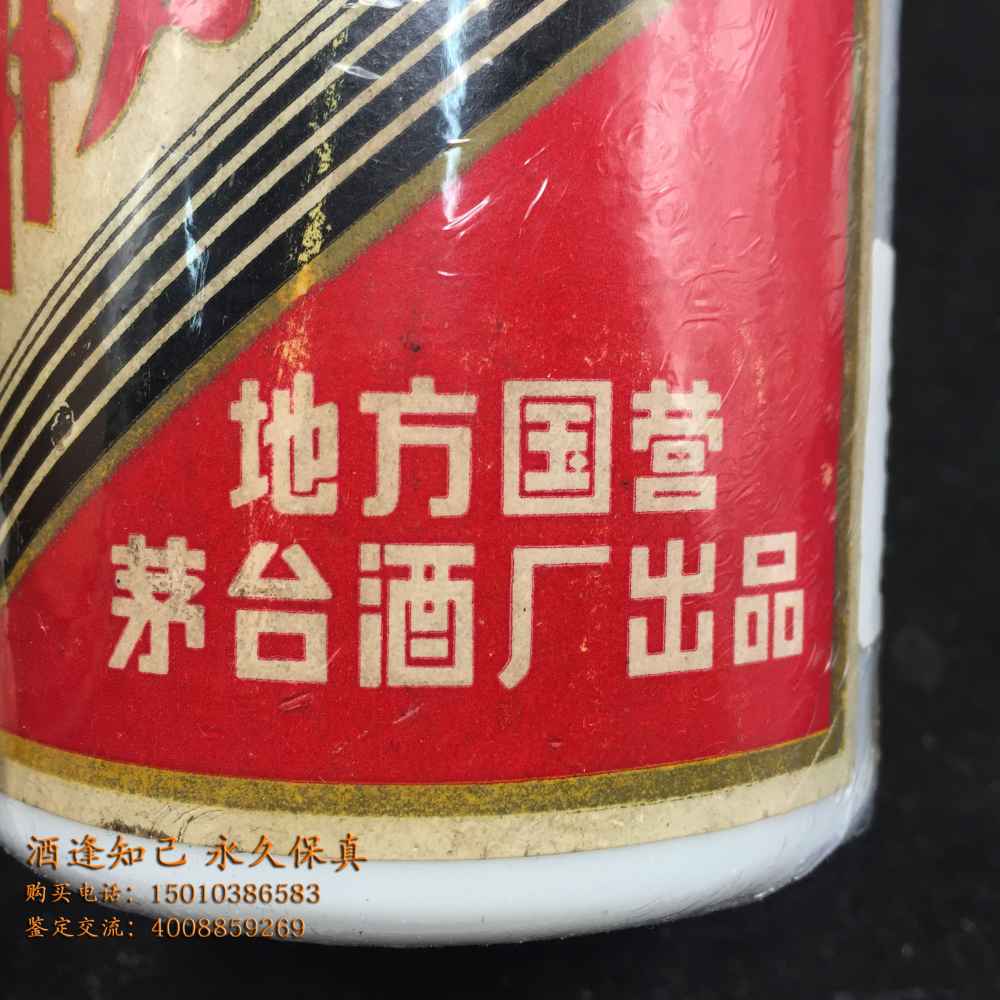 地方国营
茅台酒厂出品
酒逢知己 永久保真
购买电话：15010386583
鉴定交流：4008859269